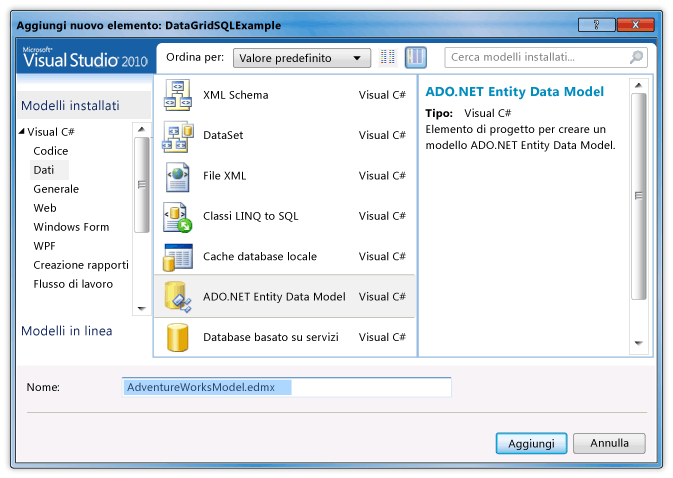 Aggiungi nuovo elemento: DataGridSQLExample
Microsoft®
Visual Studio 2010
Ordina per:
Valore predefinito
Cerca modelli installati...
Modelli installati
Visual C#
Codice
Dati
Generale
Web
Windows Form
WPF
Creazione rapporti
Flusso di lavoro
Modelli in linea
XML Schema Visual C#
DataSet Visual C#
File XML Visual C#
Classi LINQ to SQL Visual C#
Cache database locale Visual C#
ADO.NET Entity Data Model Visual C#
Database basato su servizi Visual C#
ADO.NET Entity Data Model
Tipo: Visual C#
Elemento di progetto per creare un
modello ADO.NET Entity Data Model.
Nome:
AdventureWorksModel.edmx
Aggiungi
Annulla